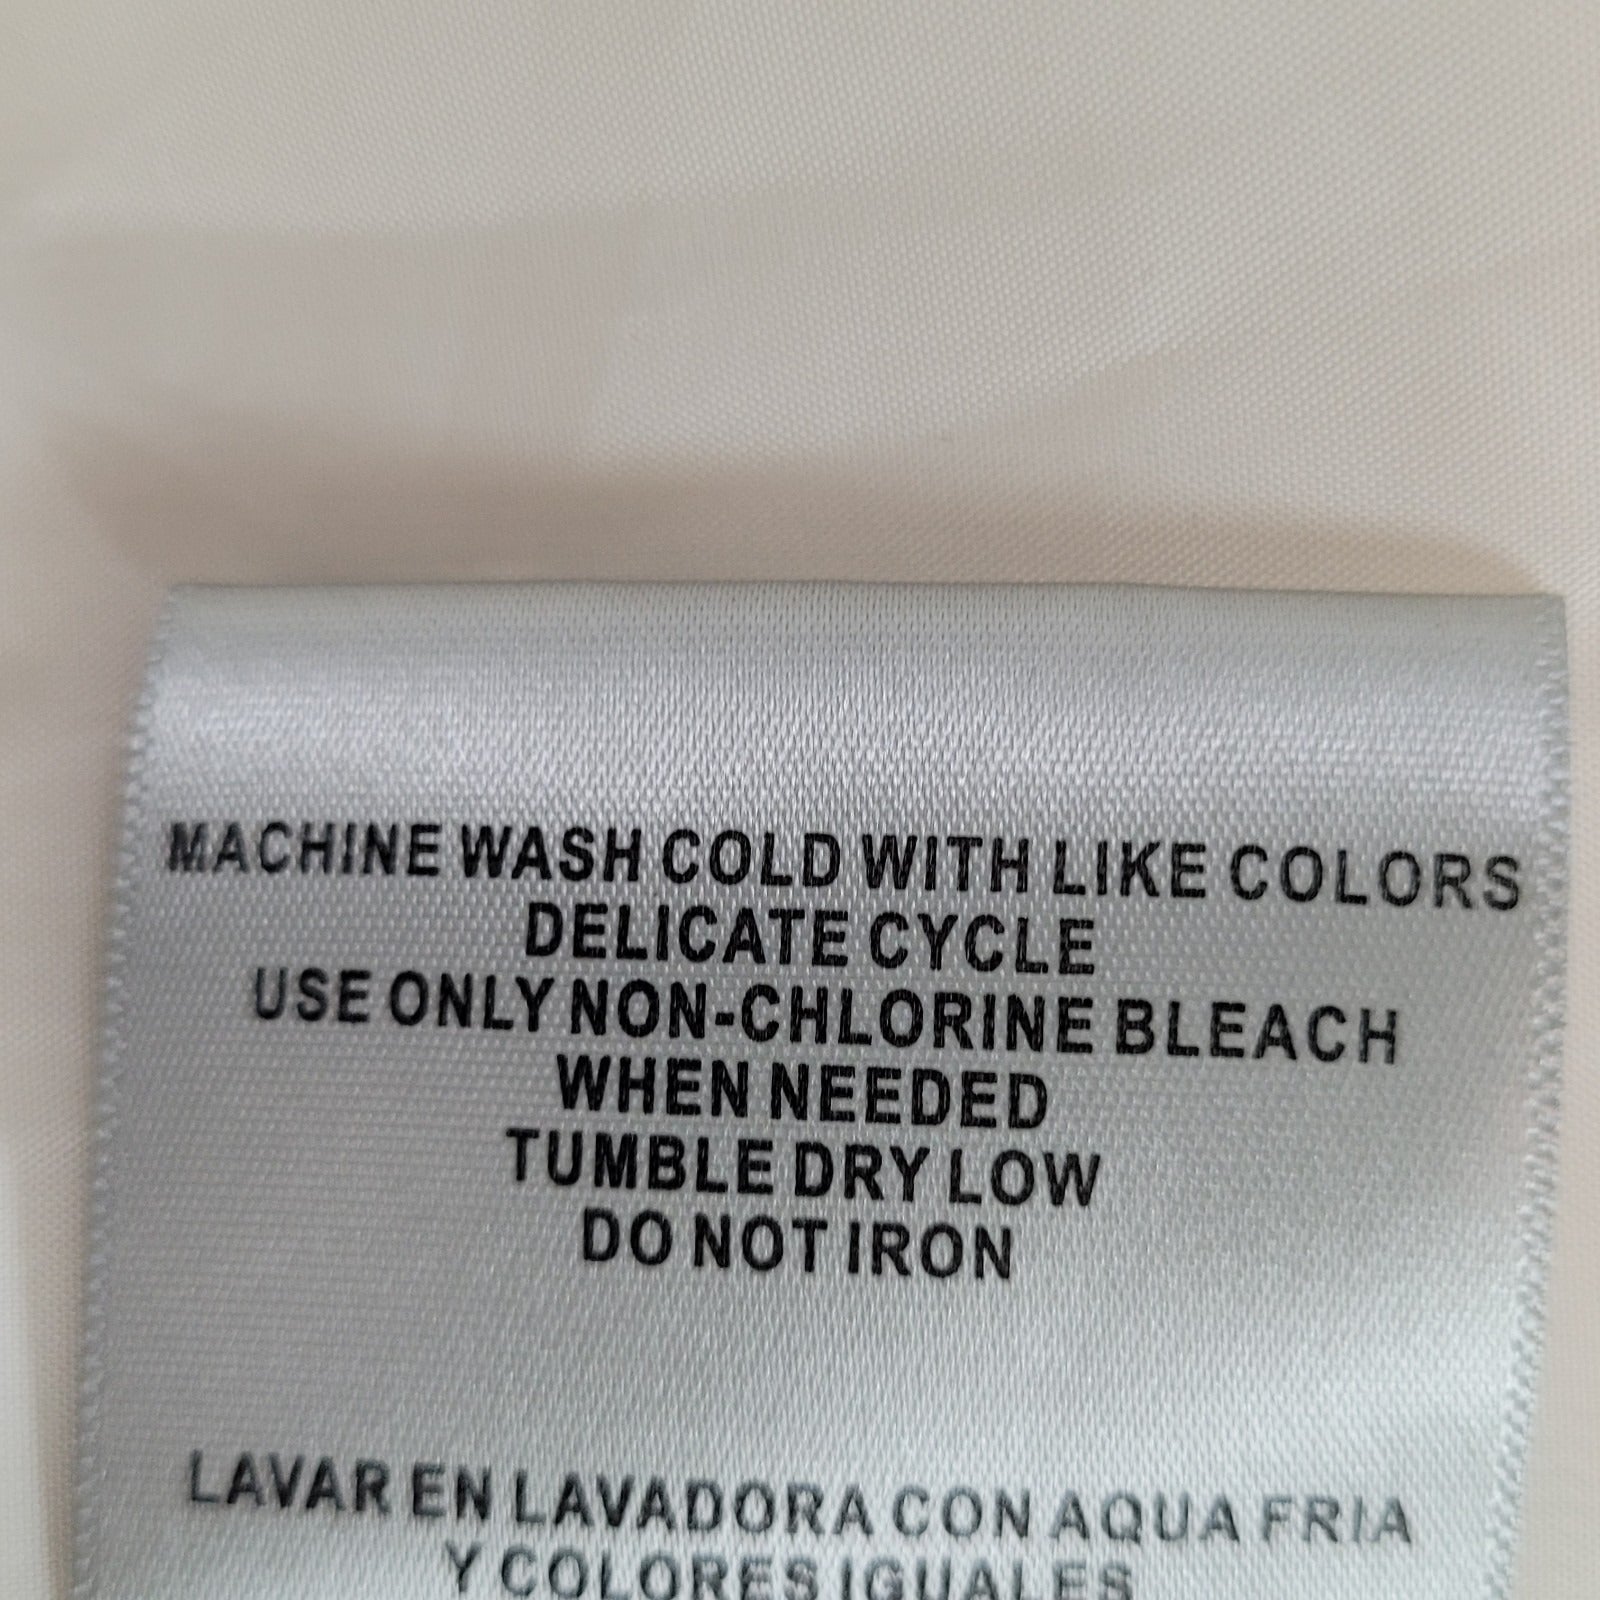 MACHINE WASH COLD WITH LIKE COLORS
DELICATE CYCLE
USE ONLY NON-CHLORINE BLEACH
WHEN NEEDED
TUMBLE DRY LOW
DO NOT IRON
LAVAR EN LAVADORA CON AQUA FRIA
Y COLORES IGUALES